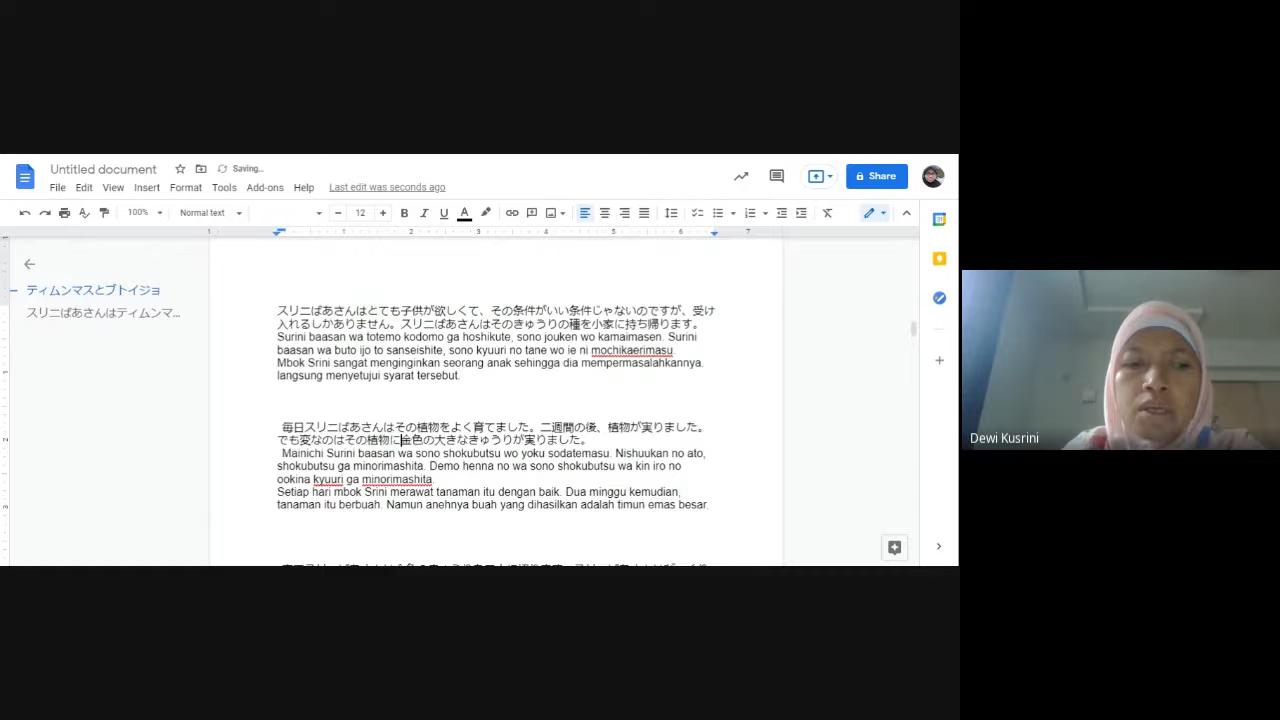 Untitled document
Saving…
File Edit View Insert Format Tools Add-ons Help Last edit was seconds ago
Share
100% Normal text 12
1 1 2 3 4 5 6 7
ティムンマスとブトイジョ
スリニばあさんはティムンマ...
スリニばあさんはとても子供が欲しくて、その条件がいい条件じゃないのですが、受け
入れるしかありません。スリニばあさんはそのきゅうりの種を小家に持ち帰ります。
Surini baasan wa totemo kodomo ga hoshikute, sono jouken wo kamaimasen. Surini
baasan wa buto ijo to sanseishite, sono kyuuri no tane wo ie ni mochikaerimasu.
Mbok Srini sangat menginginkan seorang anak sehingga dia mempermasalahkannya.
langsung menyetujui syarat tersebut.
毎日スリニばあさんはその植物をよく育てました。二週間の後、植物が実りました。
でも変なのはその植物に金色の大きなきゅうりが実りました。
Mainichi Surini baasan wa sono shokubutsu wo yoku sodatemasu. Nishuukan no ato,
shokubutsu ga minorimashita. Demo henna no wa sono shokubutsu wa kin iro no
ookina kyuuri ga minorimashita.
Setiap hari mbok Srini merawat tanaman itu dengan baik. Dua minggu kemudian,
tanaman itu berbuah. Namun anehnya buah yang dihasilkan adalah timun emas besar.
Dewi Kusrini